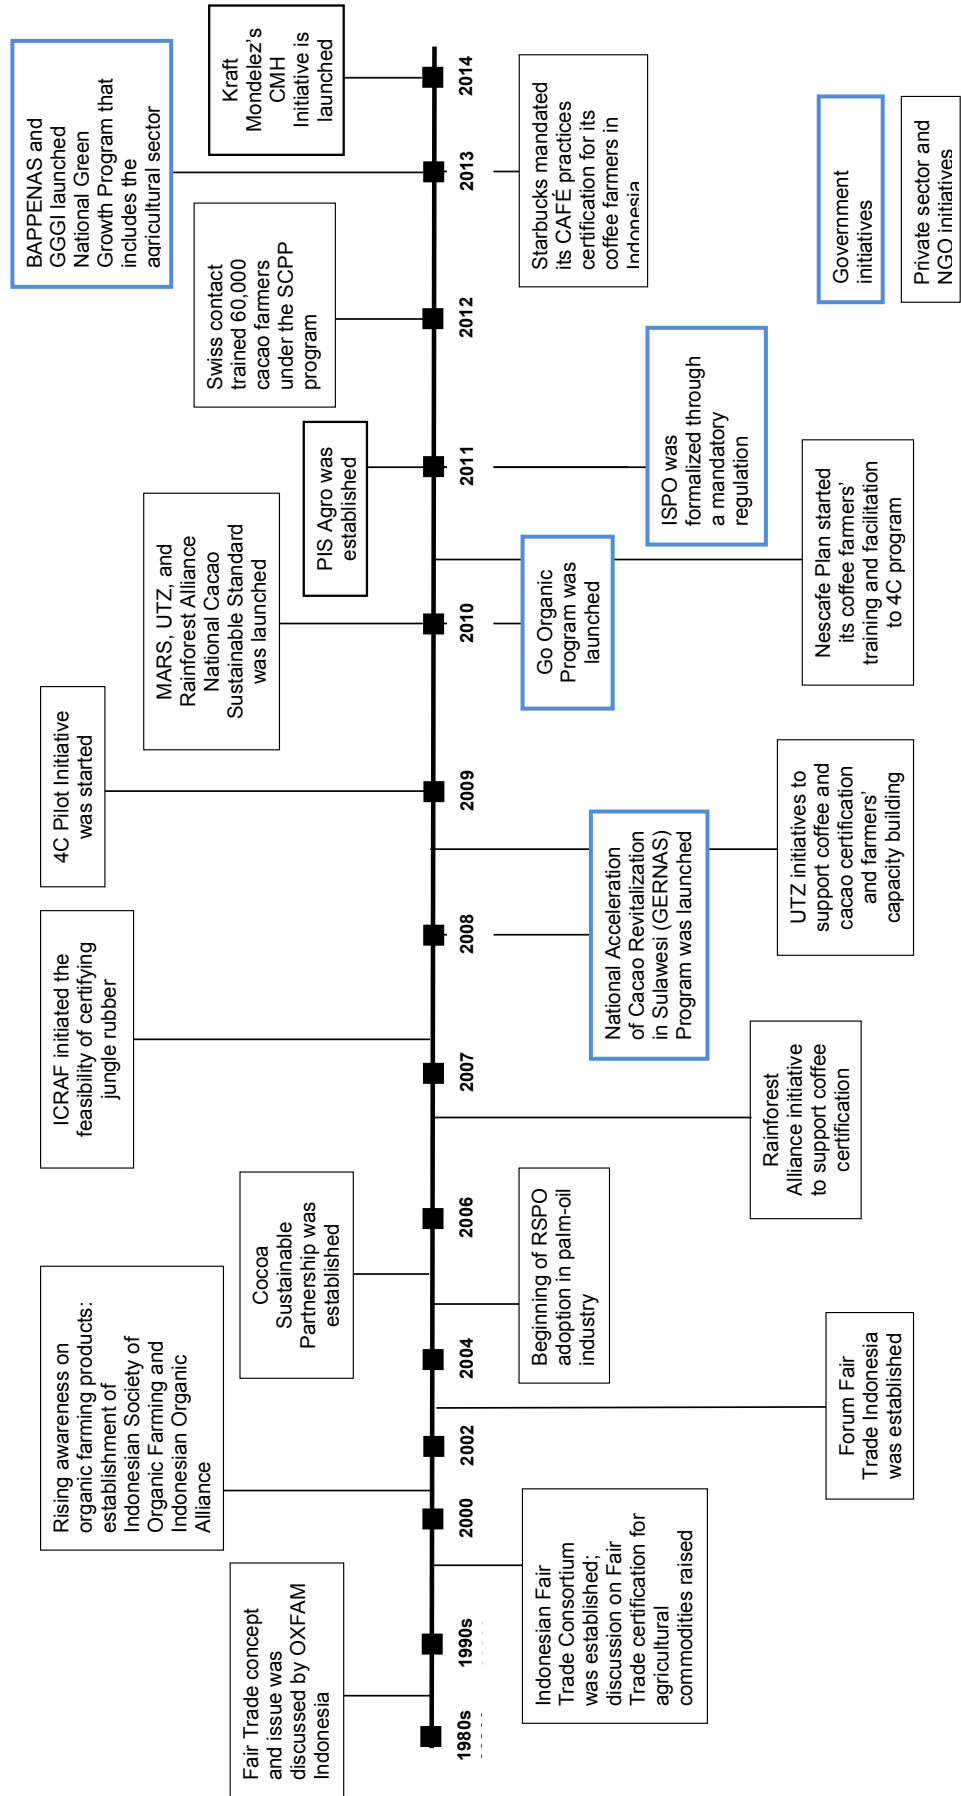 Fair Trade concept
and issue was
discussed by OXFAM
Indonesia
Rising awareness on
organic farming products:
establishment of
Indonesian Society of
Organic Farming and
Indonesian Organic
Alliance
Cocoa
Sustainable
Partnership was
established
ICRAF initiated the
feasibility of certifying
jungle rubber
4C Pilot Initiative
was started
MARS, UTZ, and
Rainforest Alliance
National Cacao
Sustainable Standard
was launched
PIS Agro was
established
Swiss contact
trained 60,000
cacao farmers
under the SCPP
program
BAPPENAS and
GGGI launched
National Green
Growth Program that
includes the
agricultural sector
Kraft
Mondelez's
CMH
Initiative is
launched
1980s
1990s
2000
2002
2004
2006
2007
2008
2009
2010
2011
2012
2013
2014
Indonesian Fair
Trade Consortium
was established;
discussion on Fair
Trade certification for
agricultural
commodities raised
Forum Fair
Trade Indonesia
was established
Beginning of RSPO
adoption in palm-oil
industry
Rainforest
Alliance initiative
to support coffee
certification
National Acceleration
of Cacao Revitalization
in Sulawesi (GERNAS)
Program was launched
UTZ initiatives to
support coffee and
cacao certification
and farmers'
capacity building
Go Organic
Program was
launched
Nescafe Plan started
its coffee farmers'
training and facilitation
to 4C program
ISPO was
formalized through
a mandatory
regulation
Starbucks mandated
its CAFÉ practices
certification for its
coffee farmers in
Indonesia
Government
initiatives
Private sector and
NGO initiatives